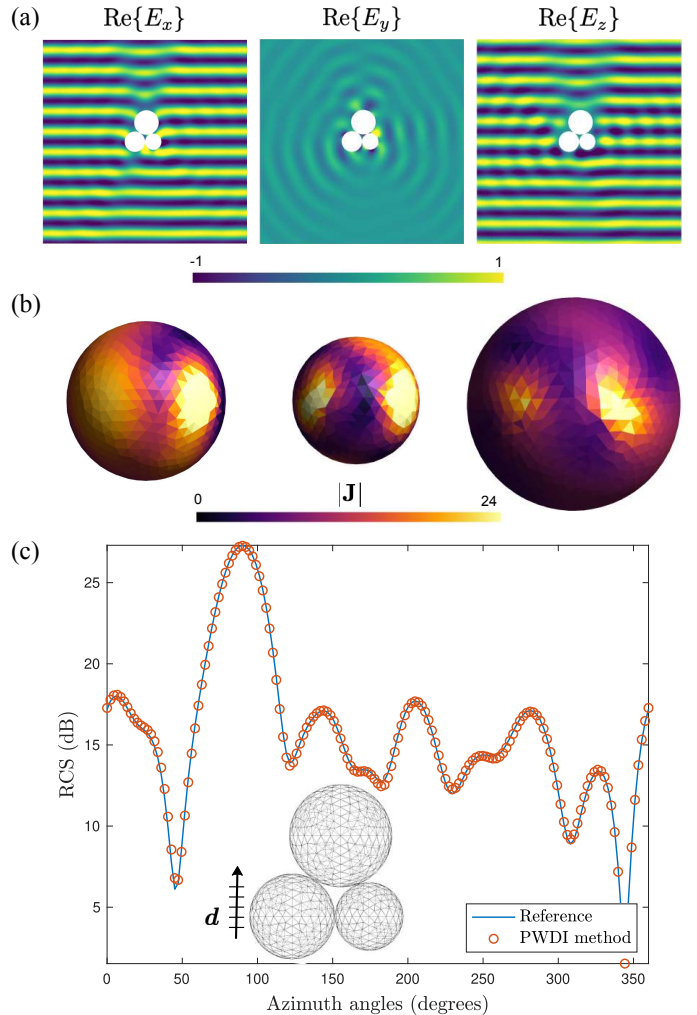 (a) Re{Eₓ} Re{E_y} Re{E_z}
-1 1
(b)
|J|
0 24
(c)
25
20
15
10
5
RCS (dB)
d
Reference
PWDI method
0 50 100 150 200 250 300 350
Azimuth angles (degrees)